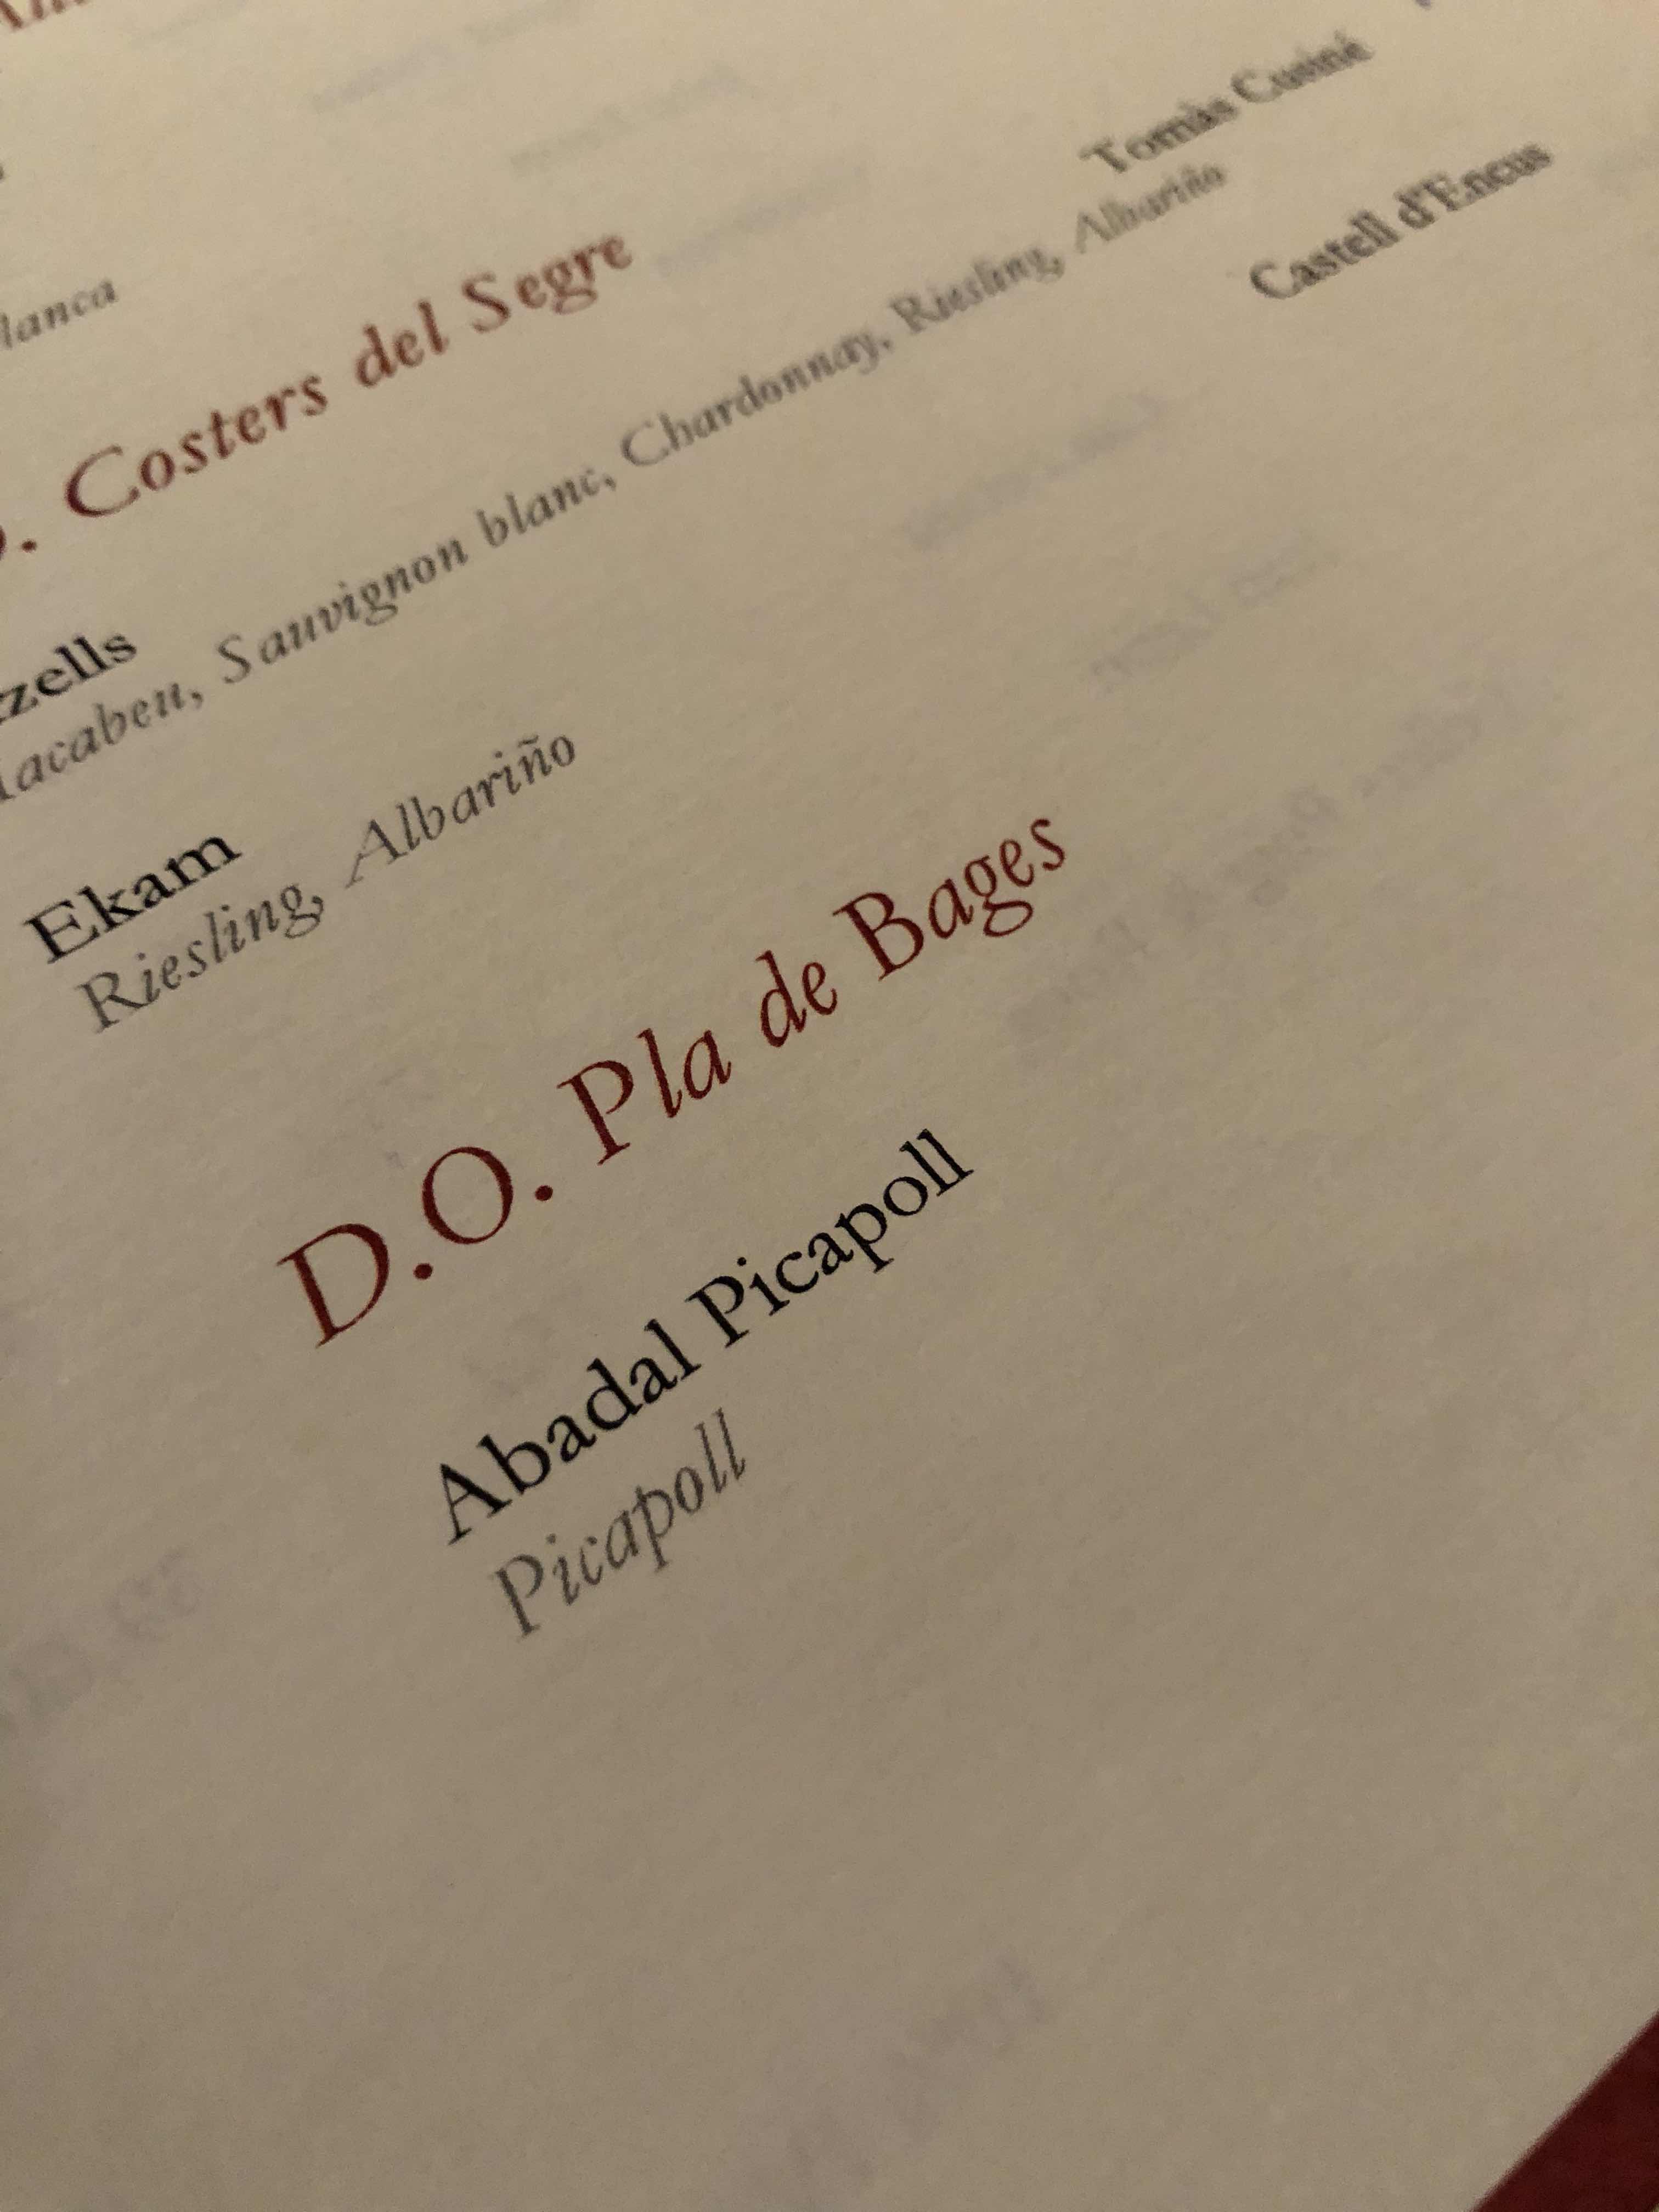 lanca
. Costers del Segre
zells Tomàs Cusiné
acabeu, Sauvignon blanc, Chardonnay, Riesling, Albariño
Ekam Castell d'Encus
Riesling, Albariño
D.O. Pla de Bages
Abadal Picapoll
Picapoll